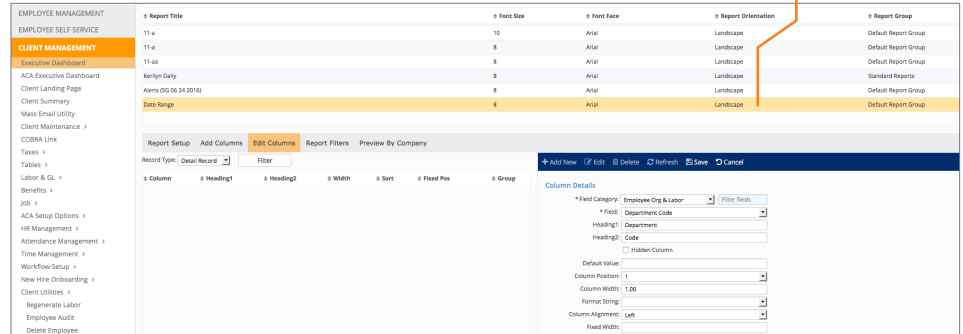 EMPLOYEE MANAGEMENT
EMPLOYEE SELF SERVICE
CLIENT MANAGEMENT
Executive Dashboard
ACA Executive Dashboard
Client Landing Page
Client Summary
Mass Email Utility
Client Maintenance >
COBRA Link
Taxes >
Tables >
Labor & GL >
Benefits >
Job >
ACA Setup Options >
HR Management >
Attendance Management >
Time Management >
Workflow Setup >
New Hire Onboarding >
Client Utilities <
Regenerate Labor
Employee Audit
Delete Employee
Report Title Font Size Font Face Report Orientation Report Group
11-a 10 Arial Landscape Default Report Group
11-a 8 Arial Landscape Default Report Group
11-aa 8 Arial Landscape Default Report Group
Kerilyn Daily 8 Arial Landscape Standard Reports
Alerts (SG 06 24 2016) 8 Arial Landscape Default Report Group
Date Range 8 Arial Landscape Default Report Group
Report Setup Add Columns Edit Columns Report Filters Preview By Company
Record Type: Detail Record Filter
Column Heading1 Heading2 Width Sort Fixed Pos Group
+ Add New Edit Delete Refresh Save Cancel
Column Details
* Field Category: Employee Org & Labor Filter fields
* Field: Department Code
Heading1: Department
Heading2: Code
Hidden Column
Default Value:
Column Position: 1
Column Width: 1.00
Format String:
Column Alignment: Left
Fixed Width: